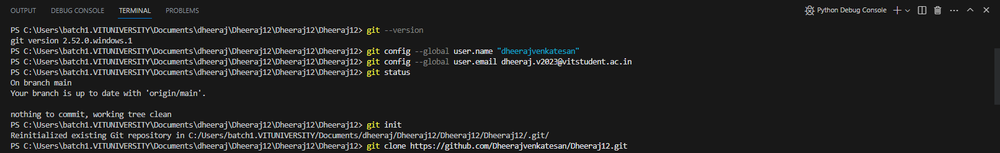 OUTPUT DEBUG CONSOLE TERMINAL PROBLEMS Python Debug Console
PS C:\Users\batch1.VITUNIVERSITY\Documents\dheeraj\Dheeraj12\Dheeraj12\Dheeraj12> git --version
git version 2.52.0.windows.1
PS C:\Users\batch1.VITUNIVERSITY\Documents\dheeraj\Dheeraj12\Dheeraj12\Dheeraj12> git config --global user.name "dheerajvenkatesan"
PS C:\Users\batch1.VITUNIVERSITY\Documents\dheeraj\Dheeraj12\Dheeraj12\Dheeraj12> git config --global user.email dheeraj.v2023@vitstudent.ac.in
PS C:\Users\batch1.VITUNIVERSITY\Documents\dheeraj\Dheeraj12\Dheeraj12\Dheeraj12> git status
On branch main
Your branch is up to date with 'origin/main'.
nothing to commit, working tree clean
PS C:\Users\batch1.VITUNIVERSITY\Documents\dheeraj\Dheeraj12\Dheeraj12\Dheeraj12> git init
Reinitialized existing Git repository in C:/Users/batch1.VITUNIVERSITY/Documents/dheeraj/Dheeraj12/Dheeraj12/Dheeraj12/.git/
PS C:\Users\batch1.VITUNIVERSITY\Documents\dheeraj\Dheeraj12\Dheeraj12\Dheeraj12> git clone https://github.com/Dheerajvenkatesan/Dheeraj12.git